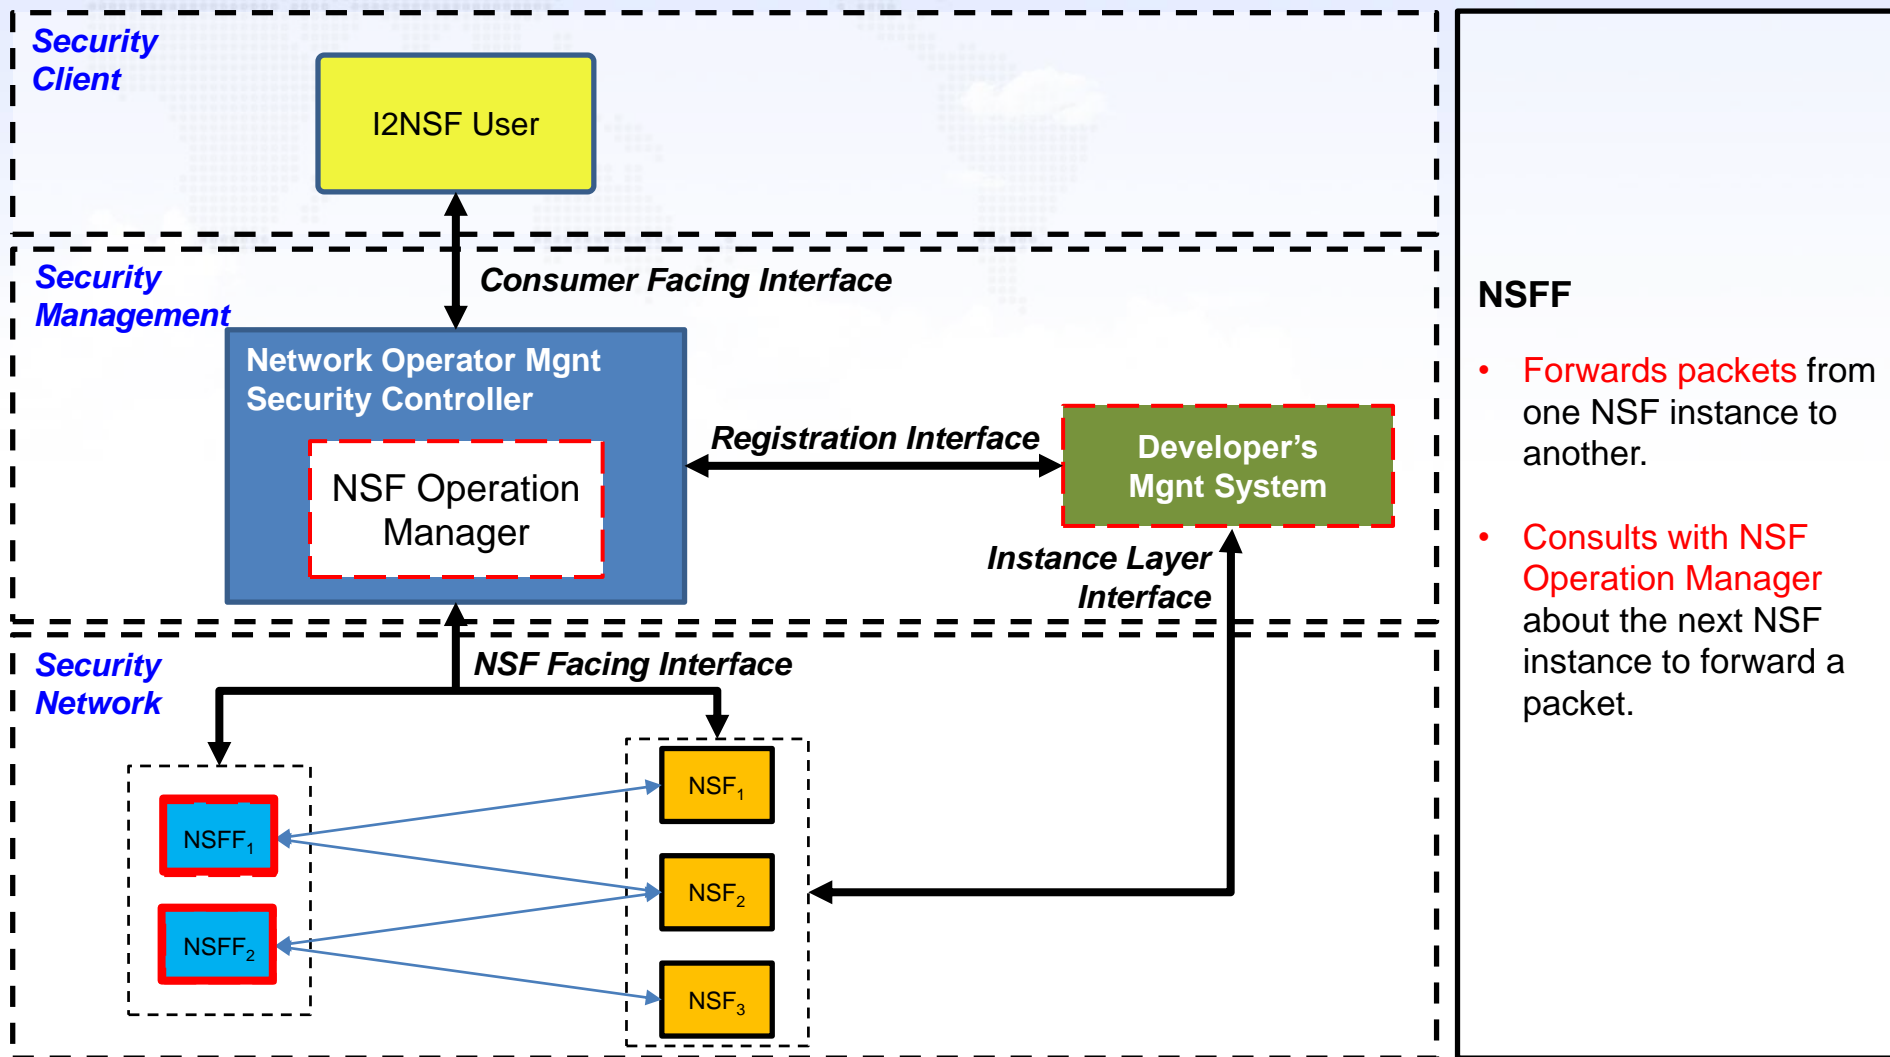 Security
Client
I2NSF User
Security
Management
Consumer Facing Interface
Network Operator Mgnt
Security Controller
NSF Operation
Manager
Registration Interface
Developer’s
Mgnt System
Instance Layer
Interface
Security
Network
NSF Facing Interface
NSFF1
NSFF2
NSF1
NSF2
NSF3
NSFF
• Forwards packets from
one NSF instance to
another.
• Consults with NSF
Operation Manager
about the next NSF
instance to forward a
packet.